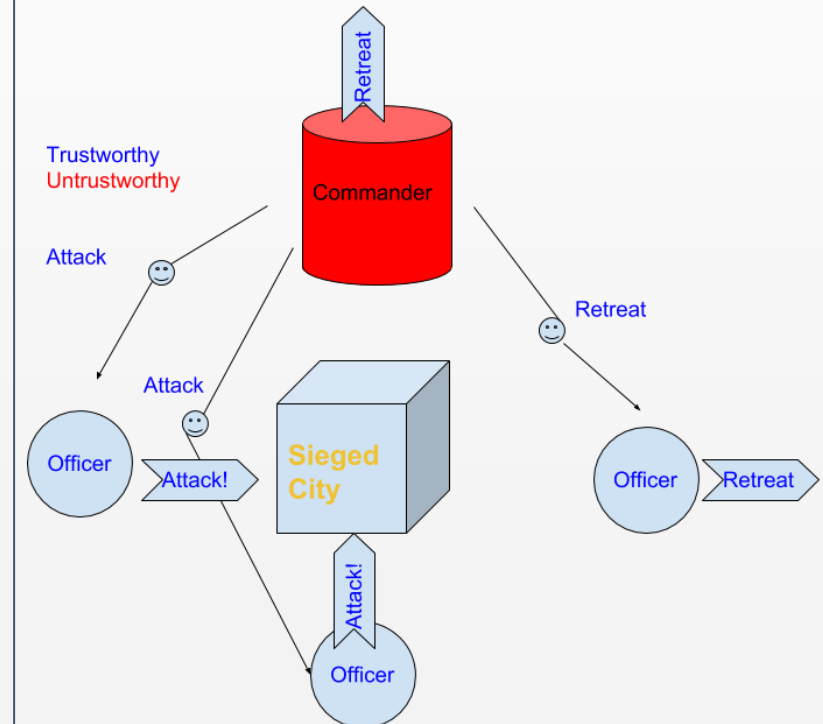 Retreat
Trustworthy
Untrustworthy
Commander
Attack
Retreat
Attack
Officer
Attack!
Sieged
City
Officer
Retreat
Attack!
Officer